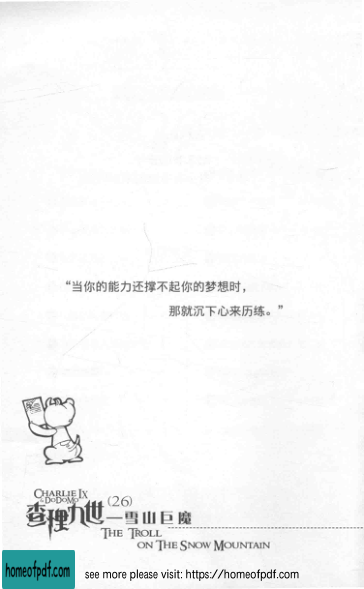 “当你的能力还撑不起你的梦想时，
那就沉下心来历练。”
CHARLIE IX
& DODOMO
查理九世 (26)
—雪山巨魔
THE TROLL
ON THE SNOW MOUNTAIN
homeofpdf.com
see more please visit: https://homeofpdf.com